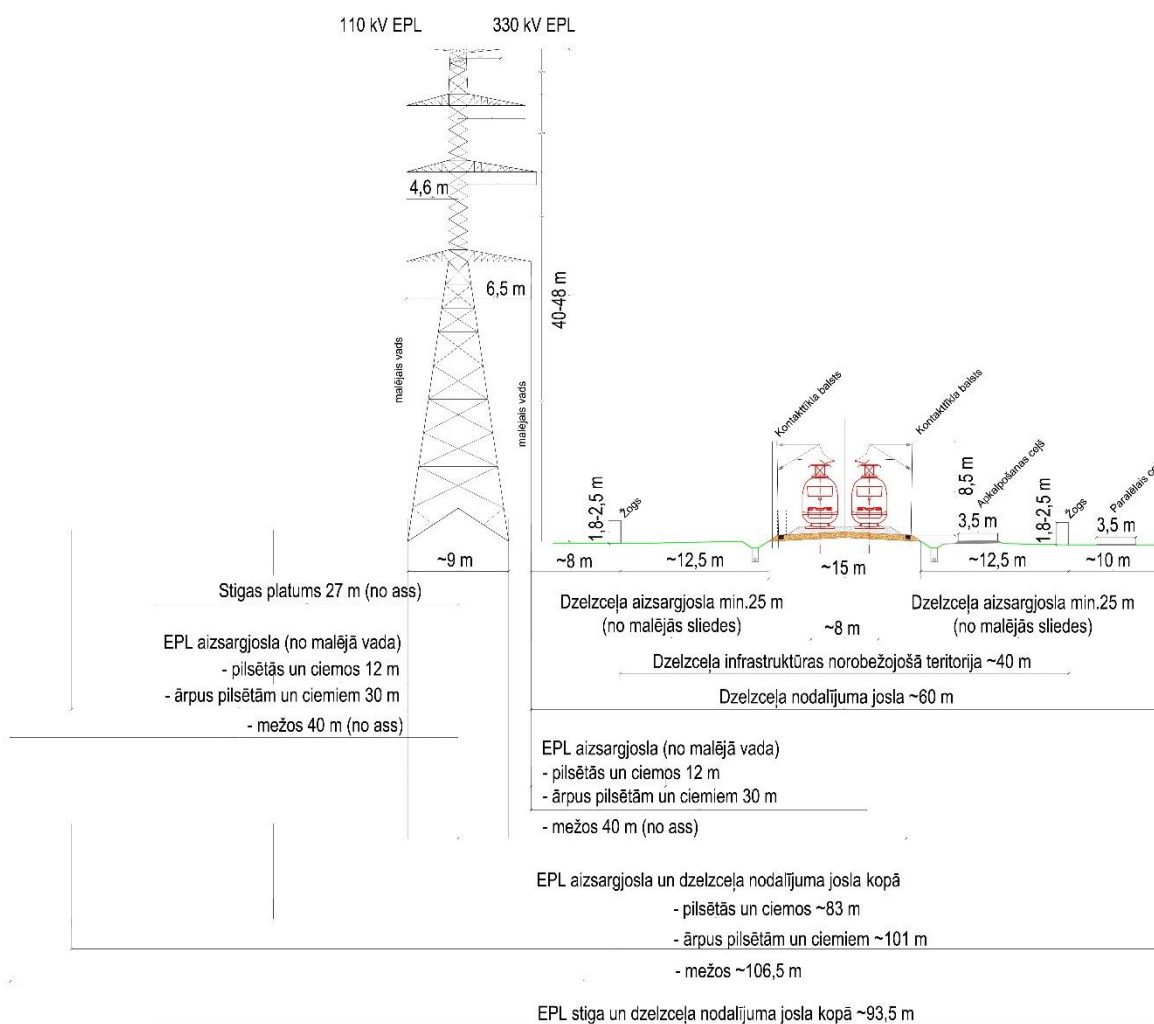 110 kV EPL
330 kV EPL
4,6 m
6,5 m
40-48 m
malējais vads
malējais vads
Kontakttīkla balsts
Kontakttīkla balsts
1,8-2,5 m
Žogs
8,5 m
Apkalpošanas ceļš
3,5 m
1,8-2,5 m
Žogs
Paralēlais
3,5 m
~9 m
~8 m
~12,5 m
~15 m
~12,5 m
~10 m
Stigas platums 27 m (no ass)
Dzelzceļa aizsargjosla min.25 m
(no malējās sliedes)
~8 m
Dzelzceļa aizsargjosla min.25 m
(no malējās sliedes)
EPL aizsargjosla (no malējā vada)
- pilsētās un ciemos 12 m
- ārpus pilsētām un ciemiem 30 m
- mežos 40 m (no ass)
Dzelzceļa infrastruktūras norobežojošā teritorija ~40 m
Dzelzceļa nodalījuma josla ~60 m
EPL aizsargjosla (no malējā vada)
- pilsētās un ciemos 12 m
- ārpus pilsētām un ciemiem 30 m
- mežos 40 m (no ass)
EPL aizsargjosla un dzelzceļa nodalījuma josla kopā
- pilsētās un ciemos ~83 m
- ārpus pilsētām un ciemiem ~101 m
- mežos ~106,5 m
EPL stiga un dzelzceļa nodalījuma josla kopā ~93,5 m